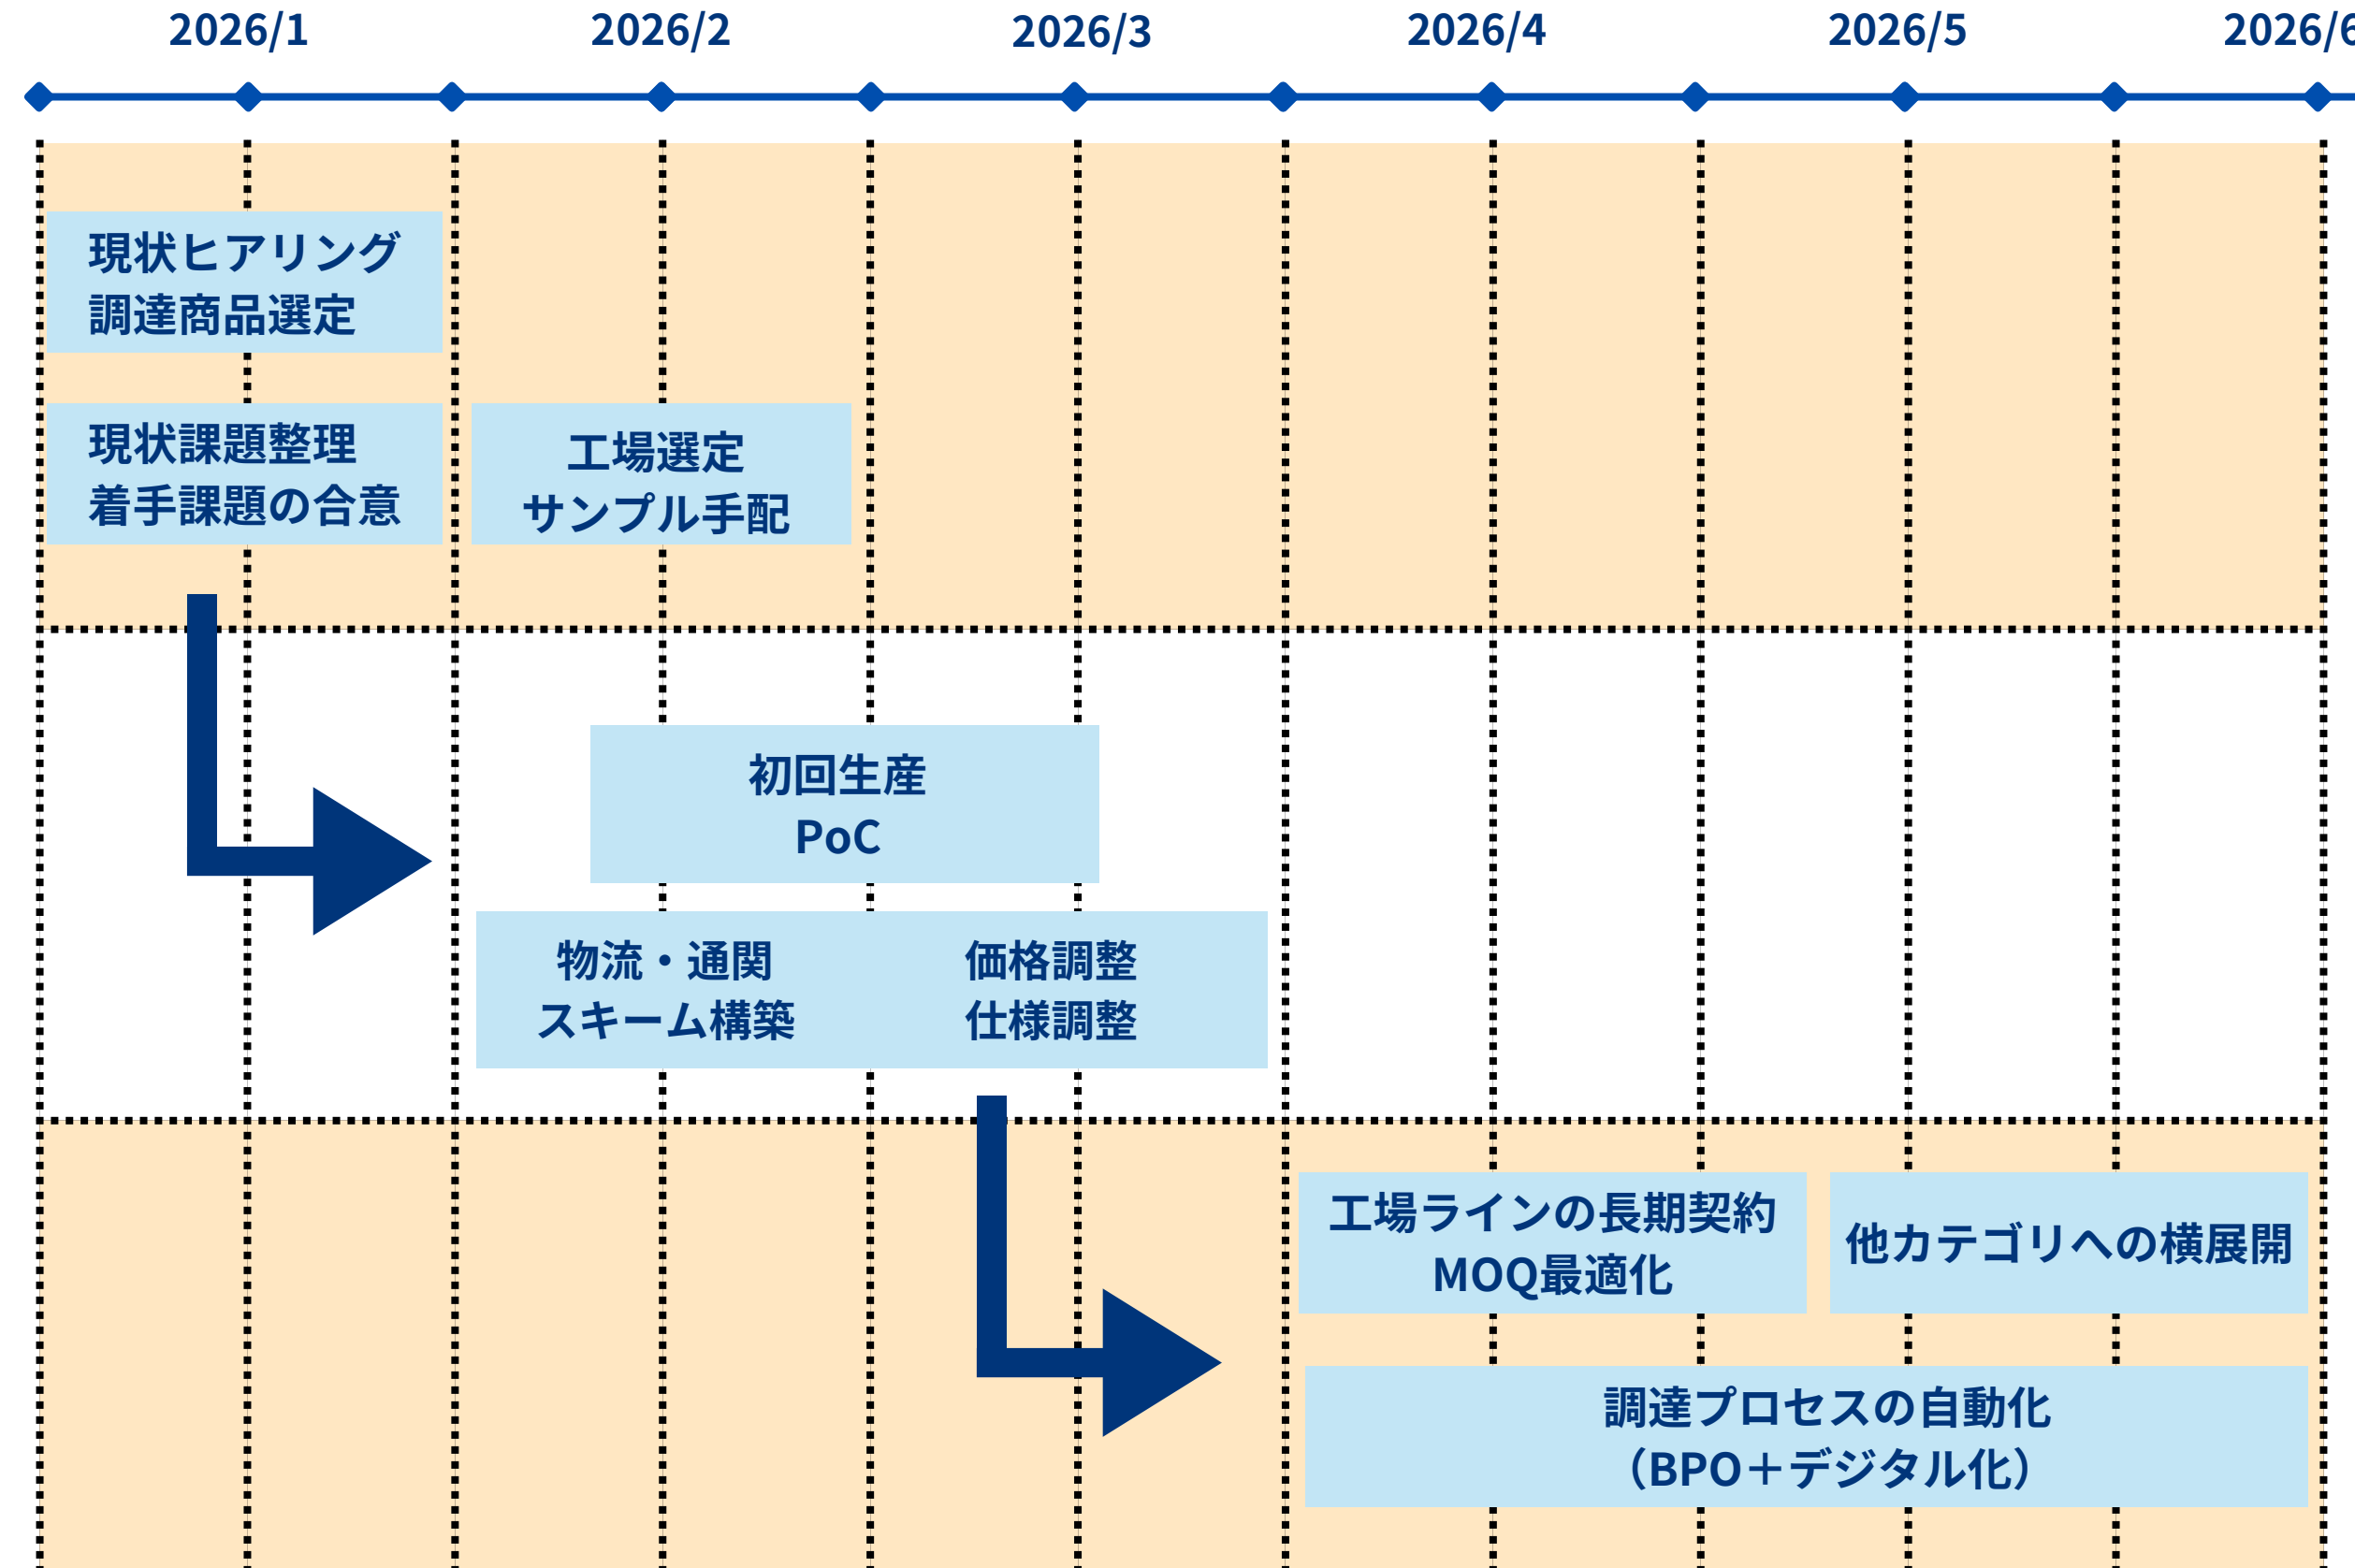 2026/1
2026/2
2026/3
2026/4
2026/5
2026/6
現状ヒアリング
調達商品選定
現状課題整理
着手課題の合意
工場選定
サンプル手配
初回生産
PoC
物流・通関
スキーム構築
価格調整
仕様調整
工場ラインの長期契約
MOQ最適化
他カテゴリへの横展開
調達プロセスの自動化
（BPO＋デジタル化）